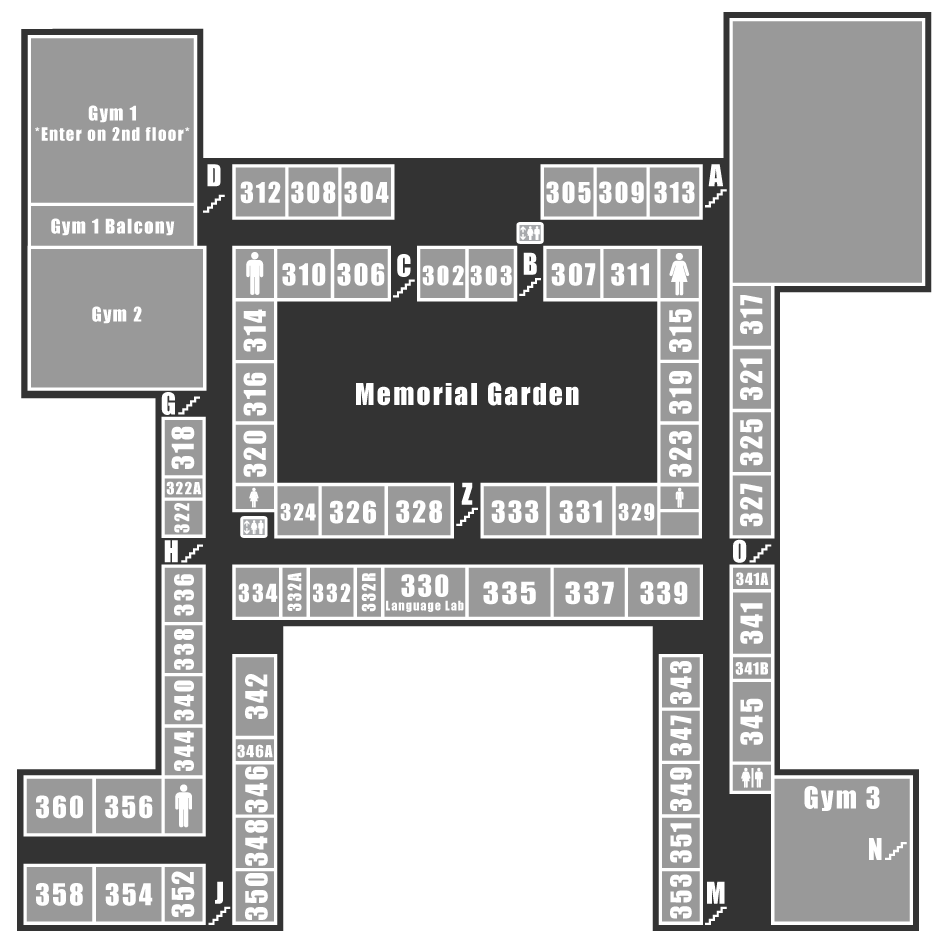 Gym 1
*Enter on 2nd floor*
Gym 1 Balcony
Gym 2
D
312 308 304
305 309 313
A
310 306
C
302 303
B
307 311
314
316
320
Memorial Garden
315
319
323
317
321
325
327
G
318
322A
322
H
324 326 328
Z
333 331 329
O
334 332A 332 332R 330 335 337 339
Language Lab
336
338
340
344
342
346A
346
348
350
343
347
349
351
353
341A
341
341B
345
360 356
358 354 352
J
M
Gym 3
N